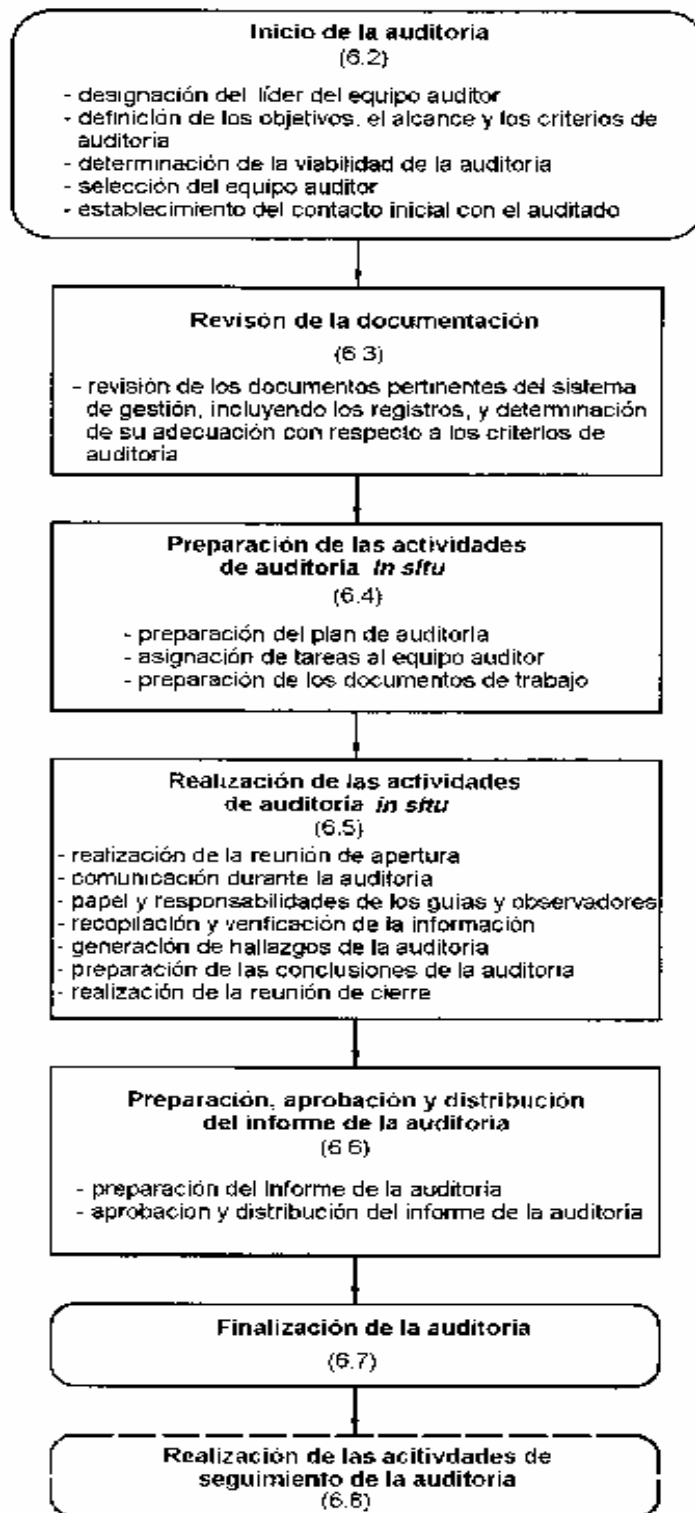 Inicio de la auditoria
(6.2)
- designación del líder del equipo auditor
- definición de los objetivos, el alcance y los criterios de
auditoria
- determinación de la viabilidad de la auditoria
- selección del equipo auditor
- establecimiento del contacto inicial con el auditado
Revisón de la documentación
(6.3)
- revisión de los documentos pertinentes del sistema
de gestión, incluyendo los registros, y determinación
de su adecuación con respecto a los criterios de
auditoria
Preparación de las actividades
de auditoría in situ
(6.4)
- preparación del plan de auditoria
- asignación de tareas al equipo auditor
- preparación de los documentos de trabajo
Realización de las actividades
de auditoría in situ
(6.5)
- realización de la reunión de apertura
- comunicación durante la auditoria
- papel y responsabilidades de los guias y observadores
- recopilación y verificación de la información
- generación de hallazgos de la auditoria
- preparación de las conclusiones de la auditoria
- realización de la reunión de cierre
Preparación, aprobación y distribución
del informe de la auditoria
(6.6)
- preparación del Informe de la auditoria
- aprobacion y distribución del informe de la auditoría
Finalización de la auditoria
(6.7)
Realización de las acitivdades de
seguimiento de la auditoria
(6.8)